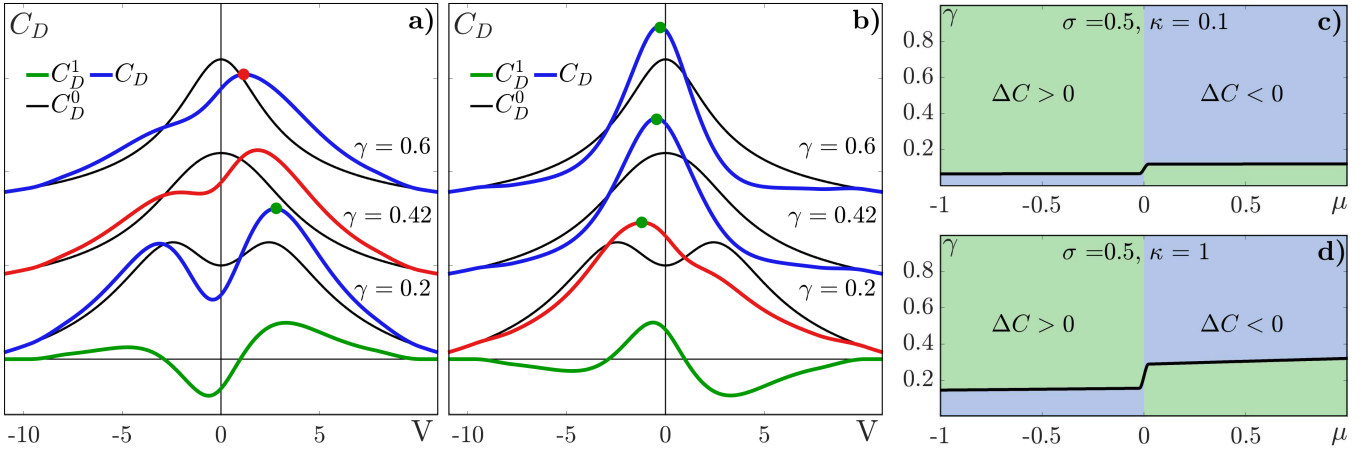 C_D
a)
C_D^1 C_D
C_D^0
γ = 0.6
γ = 0.42
γ = 0.2
-10 -5 0 5 V
b)
C_D^1 C_D
C_D^0
γ = 0.6
γ = 0.42
γ = 0.2
-10 -5 0 5 V
γ σ =0.5, κ = 0.1 c)
0.8
0.6
0.4
0.2
ΔC > 0 ΔC < 0
-1 -0.5 0 0.5 μ
γ σ =0.5, κ = 1 d)
0.8
0.6
0.4
0.2
ΔC > 0 ΔC < 0
-1 -0.5 0 0.5 μ